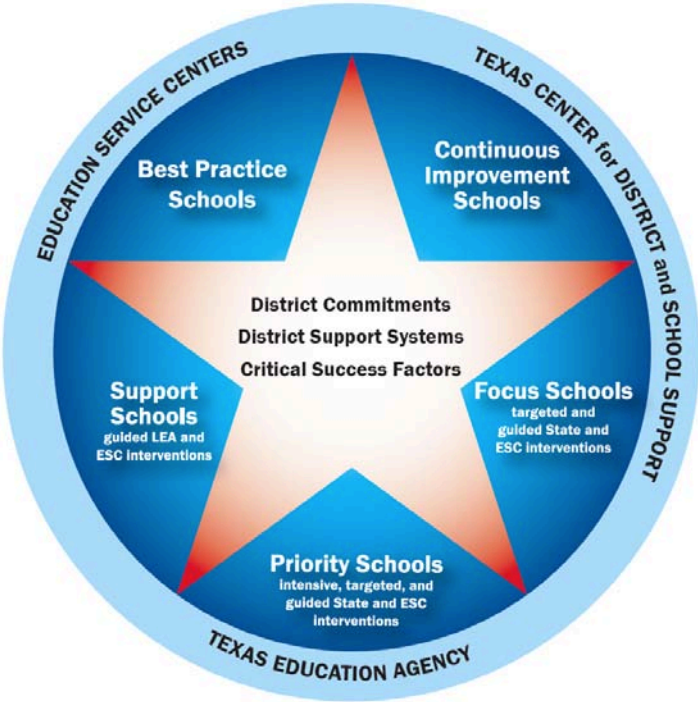 EDUCATION SERVICE CENTERS
TEXAS CENTER for DISTRICT and SCHOOL SUPPORT
Best Practice
Schools
Continuous
Improvement
Schools
District Commitments
District Support Systems
Critical Success Factors
Support
Schools
guided LEA and
ESC interventions
Focus Schools
targeted and
guided State and
ESC interventions
Priority Schools
intensive, targeted, and
guided State and ESC
interventions
TEXAS EDUCATION AGENCY